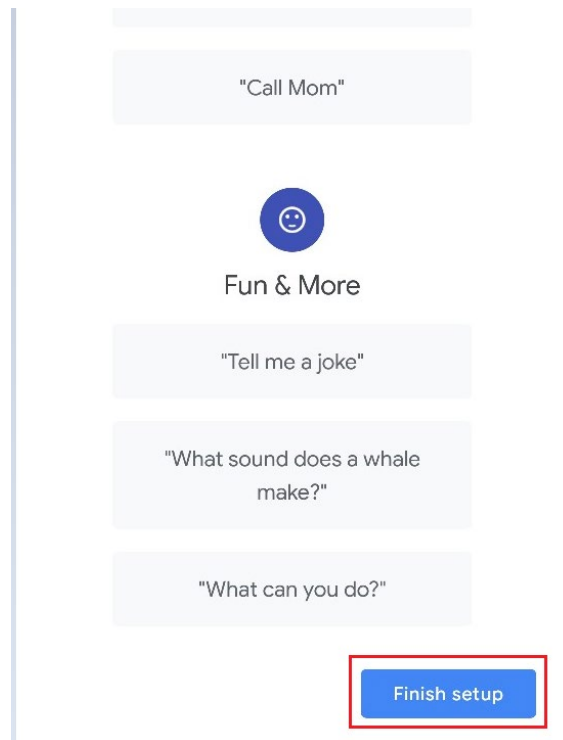 "Call Mom"
Fun & More
"Tell me a joke"
"What sound does a whale
make?"
"What can you do?"
Finish setup